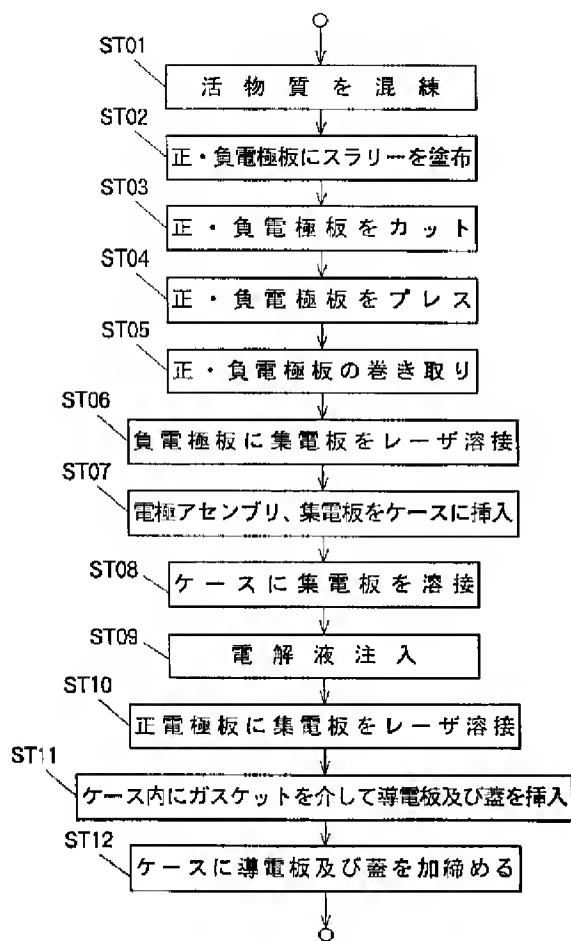 ST01
活物質を混練
ST02
正・負電極板にスラリーを塗布
ST03
正・負電極板をカット
ST04
正・負電極板をプレス
ST05
正・負電極板の巻き取り
ST06
負電極板に集電板をレーザ溶接
ST07
電極アセンブリ、集電板をケースに挿入
ST08
ケースに集電板を溶接
ST09
電解液注入
ST10
正電極板に集電板をレーザ溶接
ST11
ケース内にガスケットを介して導電板及び蓋を挿入
ST12
ケースに導電板及び蓋を加締める